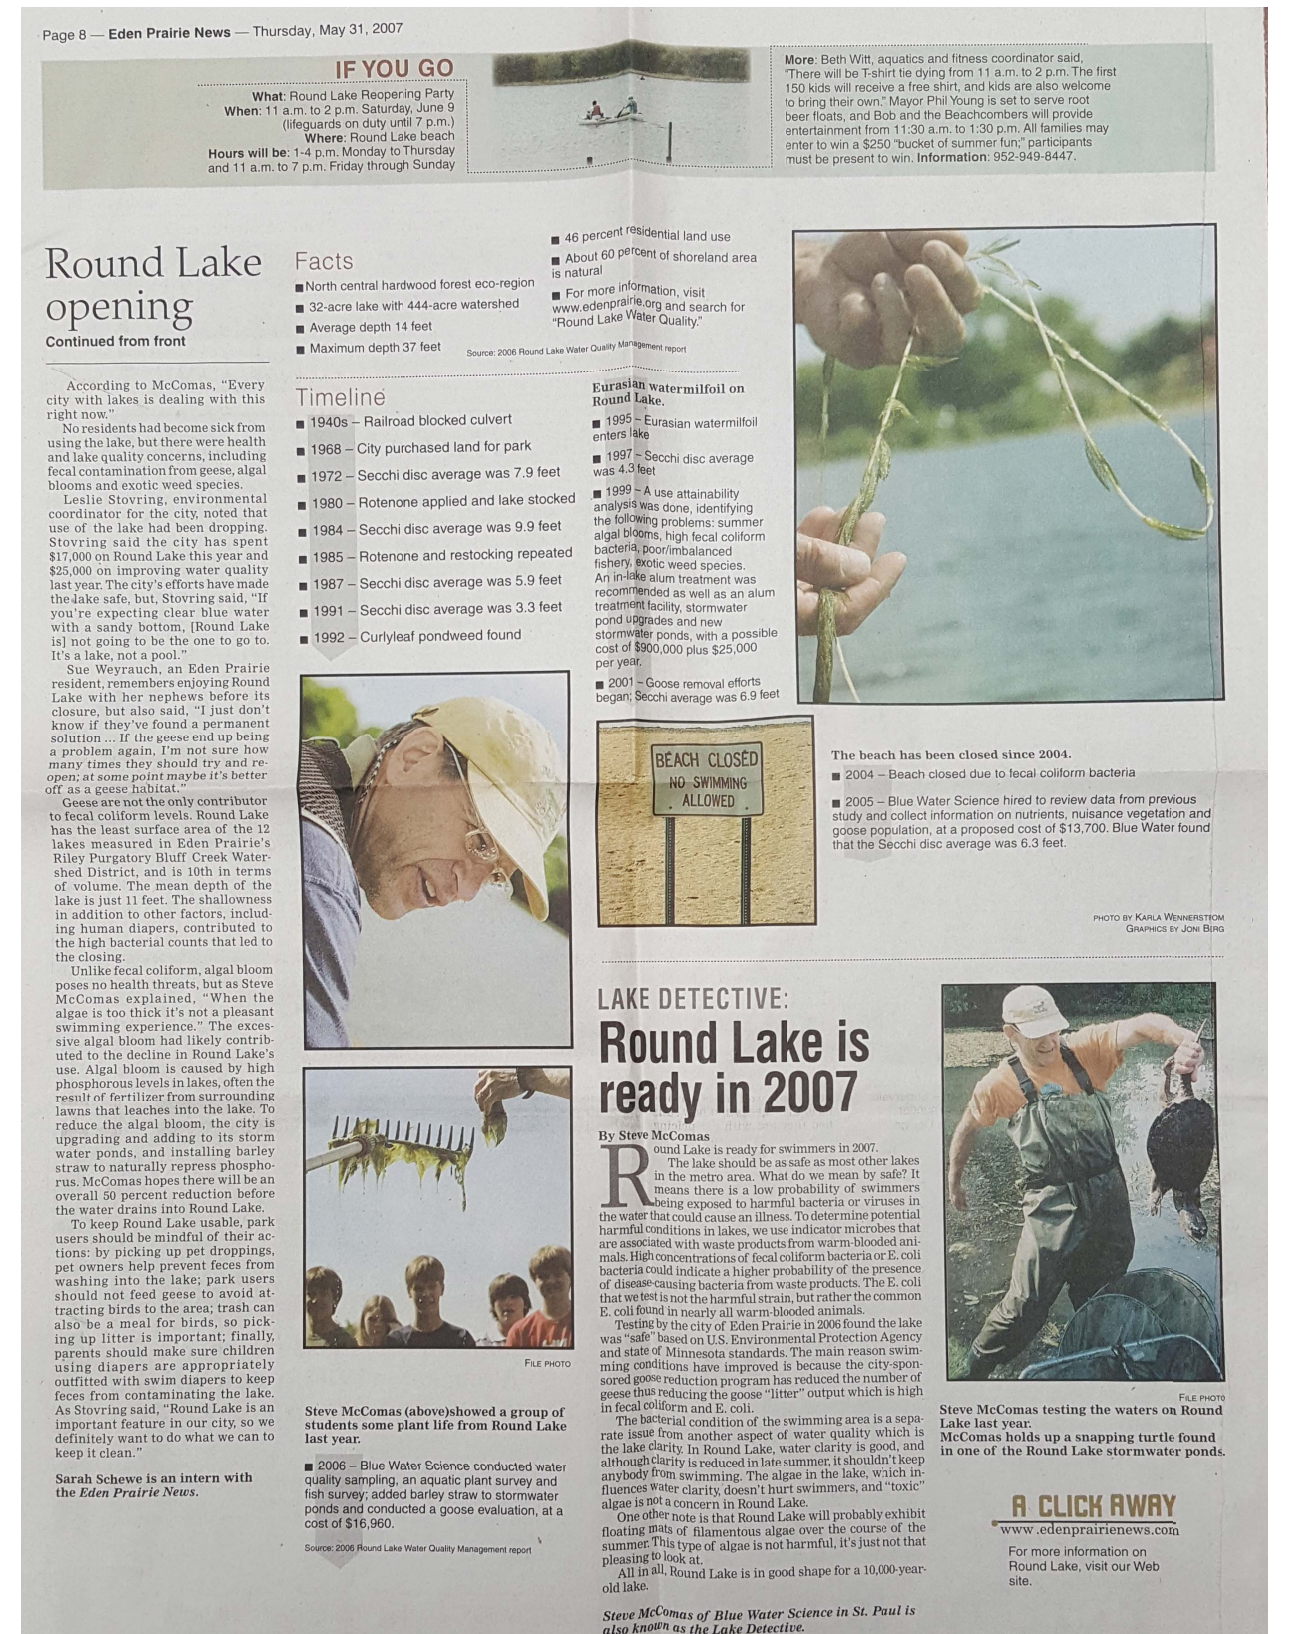 Page 8 — Eden Prairie News — Thursday, May 31, 2007
IF YOU GO
What: Round Lake Reopening Party
When: 11 a.m. to 2 p.m. Saturday, June 9
(lifeguards on duty until 7 p.m.)
Where: Round Lake beach
Hours will be: 1-4 p.m. Monday to Thursday
and 11 a.m. to 7 p.m. Friday through Sunday
More: Beth Witt, aquatics and fitness coordinator said,
"There will be T-shirt tie dying from 11 a.m. to 2 p.m. The first
150 kids will receive a free shirt, and kids are also welcome
to bring their own." Mayor Phil Young is set to serve root
beer floats, and Bob and the Beachcombers will provide
entertainment from 11:30 a.m. to 1:30 p.m. All families may
enter to win a $250 "bucket of summer fun;" participants
must be present to win. Information: 952-949-8447.
Round Lake
opening
Continued from front
According to McComas, "Every
city with lakes is dealing with this
right now."
No residents had become sick from
using the lake, but there were health
and lake quality concerns, including
fecal contamination from geese, algal
blooms and exotic weed species.
Leslie Stovring, environmental
coordinator for the city, noted that
use of the lake had been dropping.
Stovring said the city has spent
$17,000 on Round Lake this year and
$25,000 on improving water quality
last year. The city's efforts have made
the lake safe, but, Stovring said, "If
you're expecting clear blue water
with a sandy bottom, [Round Lake
is] not going to be the one to go to.
It's a lake, not a pool."
Sue Weyrauch, an Eden Prairie
resident, remembers enjoying Round
Lake with her nephews before its
closure, but also said, "I just don't
know if they've found a permanent
solution ... If the geese end up being
a problem again, I'm not sure how
many times they should try and re-
open; at some point maybe it's better
off as a geese habitat."
Geese are not the only contributor
to fecal coliform levels. Round Lake
has the least surface area of the 12
lakes measured in Eden Prairie's
Riley Purgatory Bluff Creek Water-
shed District, and is 10th in terms
of volume. The mean depth of the
lake is just 11 feet. The shallowness
in addition to other factors, includ-
ing human diapers, contributed to
the high bacterial counts that led to
the closing.
Unlike fecal coliform, algal bloom
poses no health threats, but as Steve
McComas explained, "When the
algae is too thick it's not a pleasant
swimming experience." The exces-
sive algal bloom had likely contrib-
uted to the decline in Round Lake's
use. Algal bloom is caused by high
phosphorous levels in lakes, often the
result of fertilizer from surrounding
lawns that leaches into the lake. To
reduce the algal bloom, the city is
upgrading and adding to its storm
water ponds, and installing barley
straw to naturally repress phospho-
rus. McComas hopes there will be an
overall 50 percent reduction before
the water drains into Round Lake.
To keep Round Lake usable, park
users should be mindful of their ac-
tions: by picking up pet droppings,
pet owners help prevent feces from
washing into the lake; park users
should not feed geese to avoid at-
tracting birds to the area; trash can
also be a meal for birds, so pick-
ing up litter is important; finally,
parents should make sure children
using diapers are appropriately
outfitted with swim diapers to keep
feces from contaminating the lake.
As Stovring said, "Round Lake is an
important feature in our city, so we
definitely want to do what we can to
keep it clean."
Sarah Schewe is an intern with
the Eden Prairie News.
Facts
■ North central hardwood forest eco-region
■ 32-acre lake with 444-acre watershed
■ Average depth 14 feet
■ Maximum depth 37 feet
■ 46 percent residential land use
■ About 60 percent of shoreland area
is natural
■ For more information, visit
www.edenprairie.org and search for
"Round Lake Water Quality."
Source: 2006 Round Lake Water Quality Management report
Timeline
■ 1940s – Railroad blocked culvert
■ 1968 – City purchased land for park
■ 1972 – Secchi disc average was 7.9 feet
■ 1980 – Rotenone applied and lake stocked
■ 1984 – Secchi disc average was 9.9 feet
■ 1985 – Rotenone and restocking repeated
■ 1987 – Secchi disc average was 5.9 feet
■ 1991 – Secchi disc average was 3.3 feet
■ 1992 – Curlyleaf pondweed found
Eurasian watermilfoil on
Round Lake.
■ 1995 – Eurasian watermilfoil
enters lake
■ 1997 – Secchi disc average
was 4.3 feet
■ 1999 – A use attainability
analysis was done, identifying
the following problems: summer
algal blooms, high fecal coliform
bacteria, poor/imbalanced
fishery, exotic weed species.
An in-lake alum treatment was
recommended as well as an alum
treatment facility, stormwater
pond upgrades and new
stormwater ponds, with a possible
cost of $900,000 plus $25,000
per year.
■ 2001 – Goose removal efforts
began; Secchi average was 6.9 feet
BEACH CLOSED
NO SWIMMING
ALLOWED
The beach has been closed since 2004.
■ 2004 – Beach closed due to fecal coliform bacteria
■ 2005 – Blue Water Science hired to review data from previous
study and collect information on nutrients, nuisance vegetation and
goose population, at a proposed cost of $13,700. Blue Water found
that the Secchi disc average was 6.3 feet.
PHOTO BY KARLA WENNERSTROM
GRAPHICS BY JONI BERG
FILE PHOTO
Steve McComas (above)showed a group of
students some plant life from Round Lake
last year.
■ 2006 – Blue Water Science conducted water
quality sampling, an aquatic plant survey and
fish survey; added barley straw to stormwater
ponds and conducted a goose evaluation, at a
cost of $16,960.
Source: 2006 Round Lake Water Quality Management report
LAKE DETECTIVE:
Round Lake is
ready in 2007
By Steve McComas
Round Lake is ready for swimmers in 2007.
The lake should be as safe as most other lakes
in the metro area. What do we mean by safe? It
means there is a low probability of swimmers
being exposed to harmful bacteria or viruses in
the water that could cause an illness. To determine potential
harmful conditions in lakes, we use indicator microbes that
are associated with waste products from warm-blooded ani-
mals. High concentrations of fecal coliform bacteria or E. coli
bacteria could indicate a higher probability of the presence
of disease-causing bacteria from waste products. The E. coli
that we test is not the harmful strain, but rather the common
E. coli found in nearly all warm-blooded animals.
Testing by the city of Eden Prairie in 2006 found the lake
was "safe" based on U.S. Environmental Protection Agency
and state of Minnesota standards. The main reason swim-
ming conditions have improved is because the city-spon-
sored goose reduction program has reduced the number of
geese thus reducing the goose "litter" output which is high
in fecal coliform and E. coli.
The bacterial condition of the swimming area is a sepa-
rate issue from another aspect of water quality which is
the lake clarity. In Round Lake, water clarity is good, and
although clarity is reduced in late summer, it shouldn't keep
anybody from swimming. The algae in the lake, which in-
fluences water clarity, doesn't hurt swimmers, and "toxic"
algae is not a concern in Round Lake.
One other note is that Round Lake will probably exhibit
floating mats of filamentous algae over the course of the
summer. This type of algae is not harmful, it's just not that
pleasing to look at.
All in all, Round Lake is in good shape for a 10,000-year-
old lake.
Steve McComas of Blue Water Science in St. Paul is
also known as the Lake Detective.
FILE PHOTO
Steve McComas testing the waters on Round
Lake last year.
McComas holds up a snapping turtle found
in one of the Round Lake stormwater ponds.
A CLICK AWAY
www.edenprairienews.com
For more information on
Round Lake, visit our Web
site.